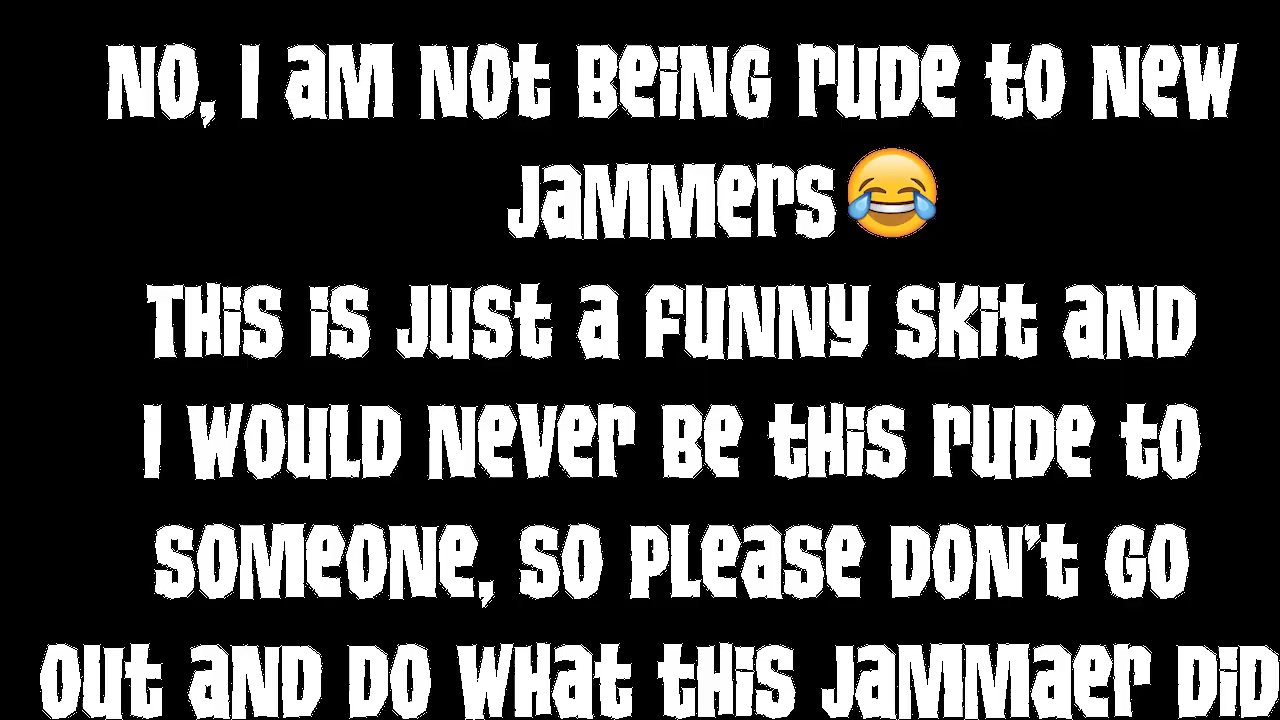 No, I am not being rude to new
jammers😂
This is just a funny skit and
I would never be this rude to
someone, so please don't go
out and do what this jammaer did